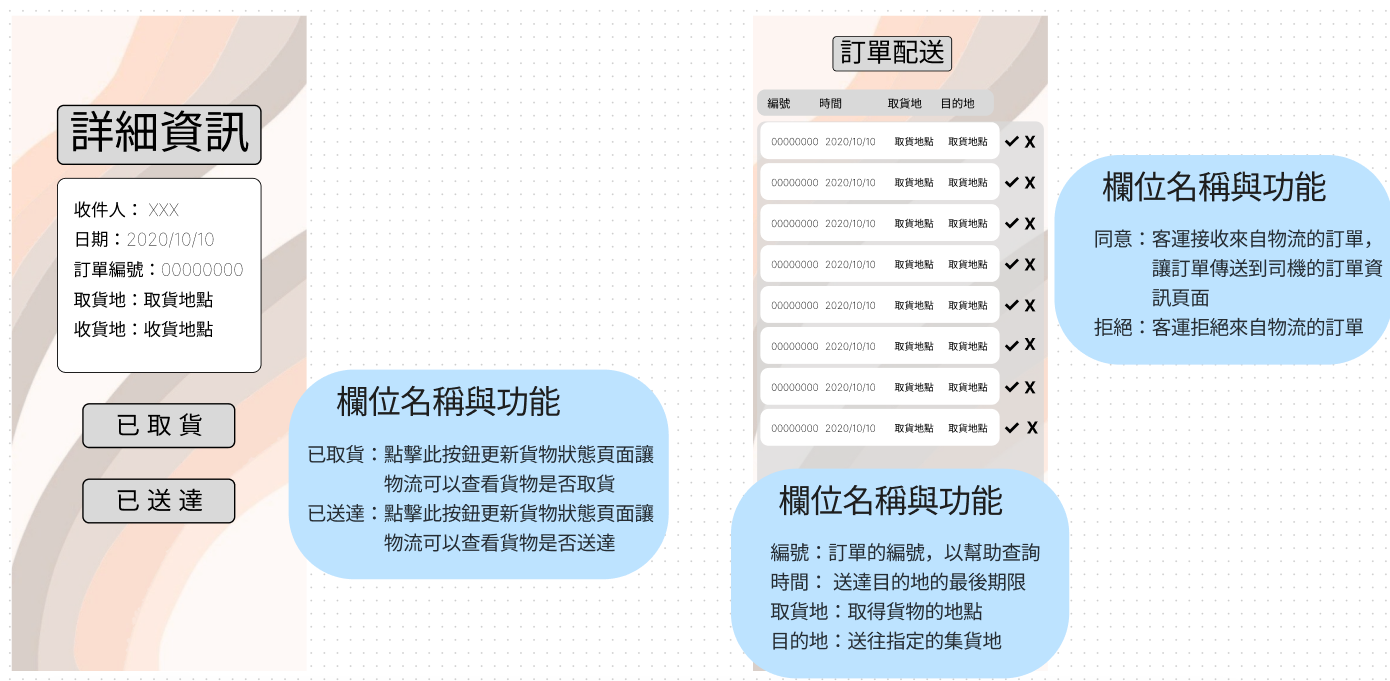 詳細資訊
收件人： XXX
日期：2020/10/10
訂單編號：00000000
取貨地：取貨地點
收貨地：收貨地點
已取貨
已送達
欄位名稱與功能
已取貨：點擊此按鈕更新貨物狀態頁面讓
物流可以查看貨物是否取貨
已送達：點擊此按鈕更新貨物狀態頁面讓
物流可以查看貨物是否送達
訂單配送
編號 時間 取貨地 目的地
00000000 2020/10/10 取貨地點 取貨地點 ✓ X
00000000 2020/10/10 取貨地點 取貨地點 ✓ X
00000000 2020/10/10 取貨地點 取貨地點 ✓ X
00000000 2020/10/10 取貨地點 取貨地點 ✓ X
00000000 2020/10/10 取貨地點 取貨地點 ✓ X
00000000 2020/10/10 取貨地點 取貨地點 ✓ X
00000000 2020/10/10 取貨地點 取貨地點 ✓ X
00000000 2020/10/10 取貨地點 取貨地點 ✓ X
欄位名稱與功能
編號：訂單的編號，以幫助查詢
時間： 送達目的地的最後期限
取貨地：取得貨物的地點
目的地：送往指定的集貨地
欄位名稱與功能
同意：客運接收來自物流的訂單，
讓訂單傳送到司機的訂單資
訊頁面
拒絕：客運拒絕來自物流的訂單